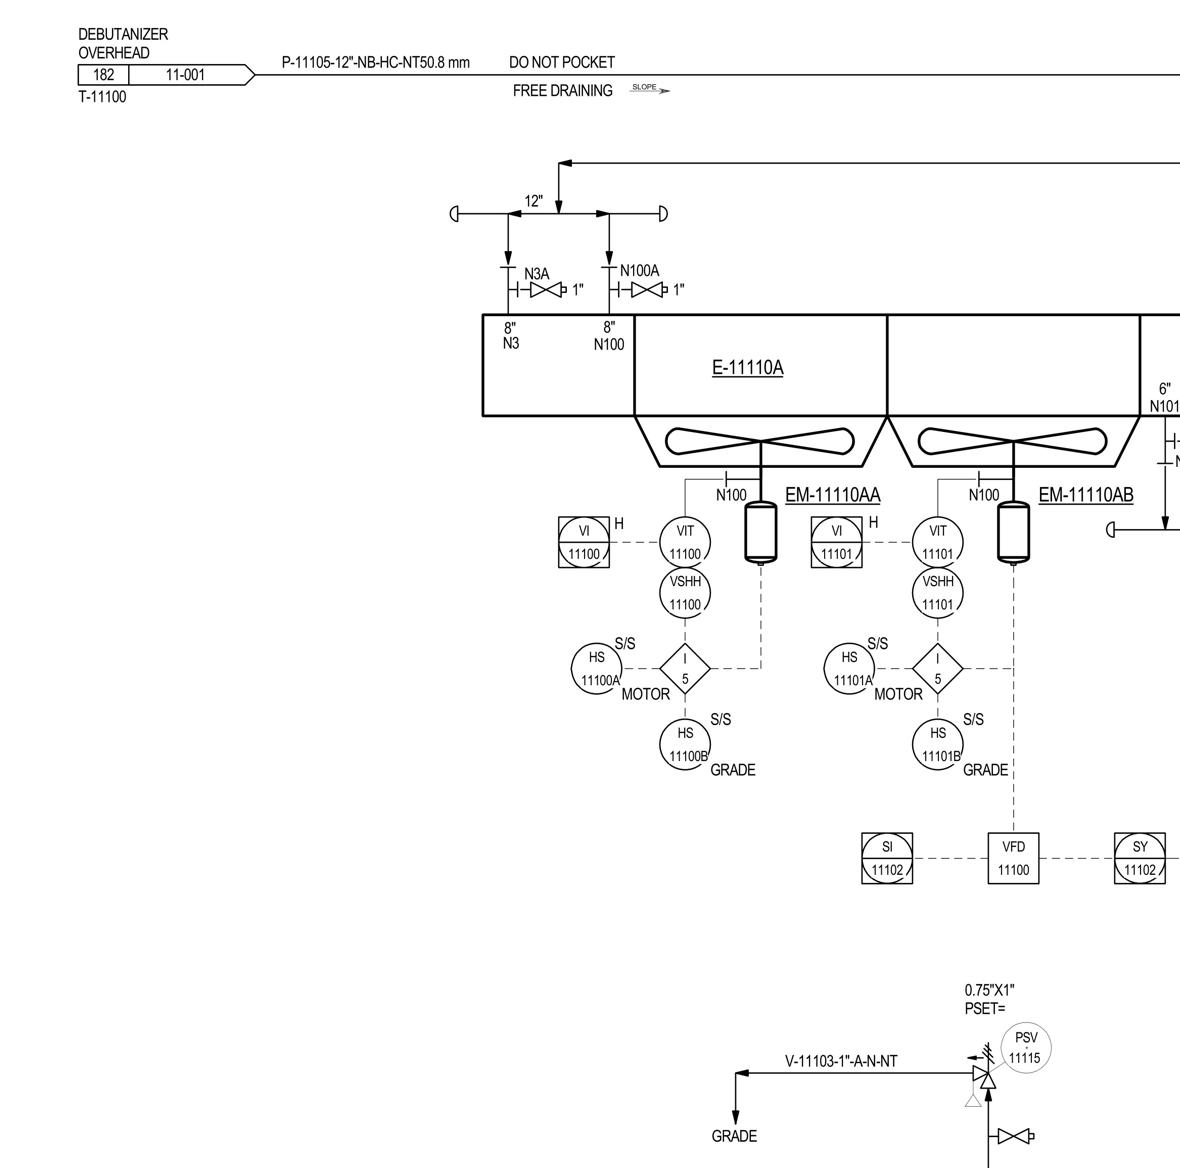 DEBUTANIZER
OVERHEAD
182 11-001
T-11100
P-11105-12"-NB-HC-NT50.8 mm
DO NOT POCKET
FREE DRAINING
SLOPE
12"
N3A
1"
N100A
1"
8"
N3
8"
N100
E-11110A
6"
N101
N100
EM-11110AA
N100
EM-11110AB
VI
11100
H
VIT
11100
VSHH
11100
VI
11101
H
VIT
11101
VSHH
11101
HS
11100A
S/S
MOTOR
I
5
HS
11100B
S/S
GRADE
HS
11101A
S/S
MOTOR
I
5
HS
11101B
S/S
GRADE
SI
11102
VFD
11100
SY
11102
0.75"X1"
PSET=
PSV
11115
V-11103-1"-A-N-NT
GRADE